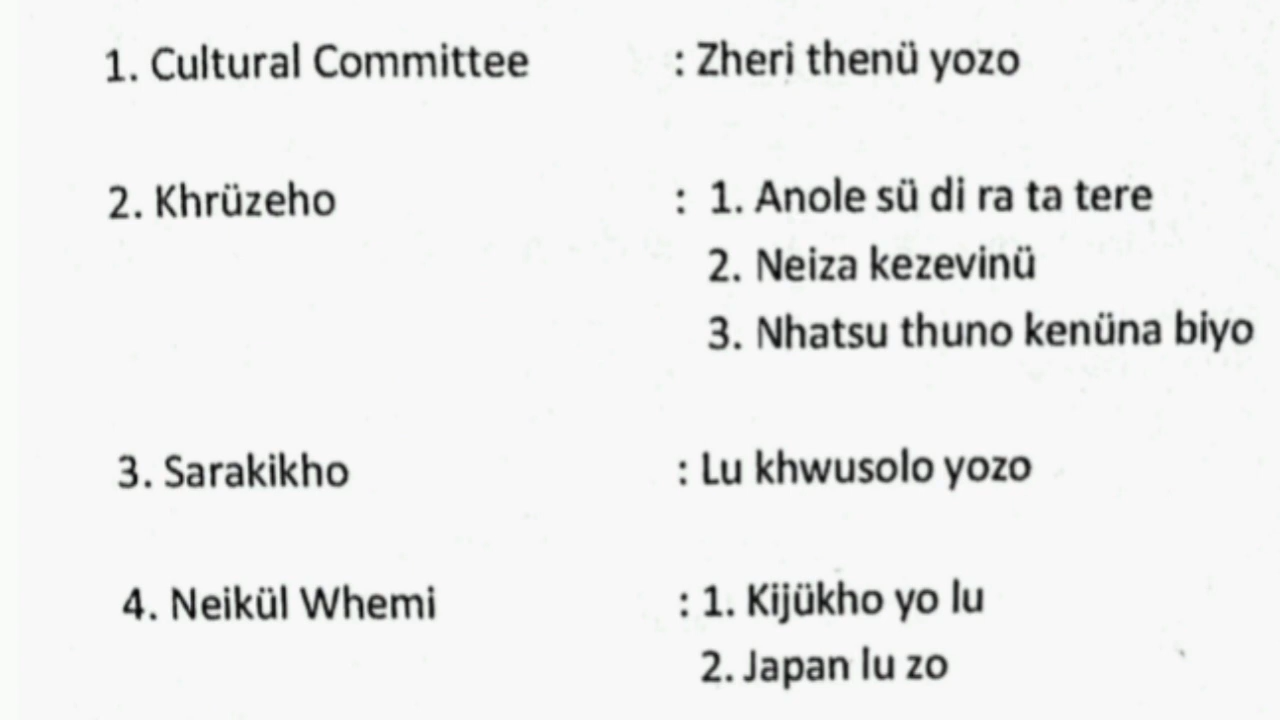 1. Cultural Committee : Zheri thenü yozo
2. Khrüzeho : 1. Anole sü di ra ta tere
2. Neiza kezevinü
3. Nhatsu thuno kenüna biyo
3. Sarakikho : Lu khwusolo yozo
4. Neikül Whemi : 1. Kijükho yo lu
2. Japan lu zo